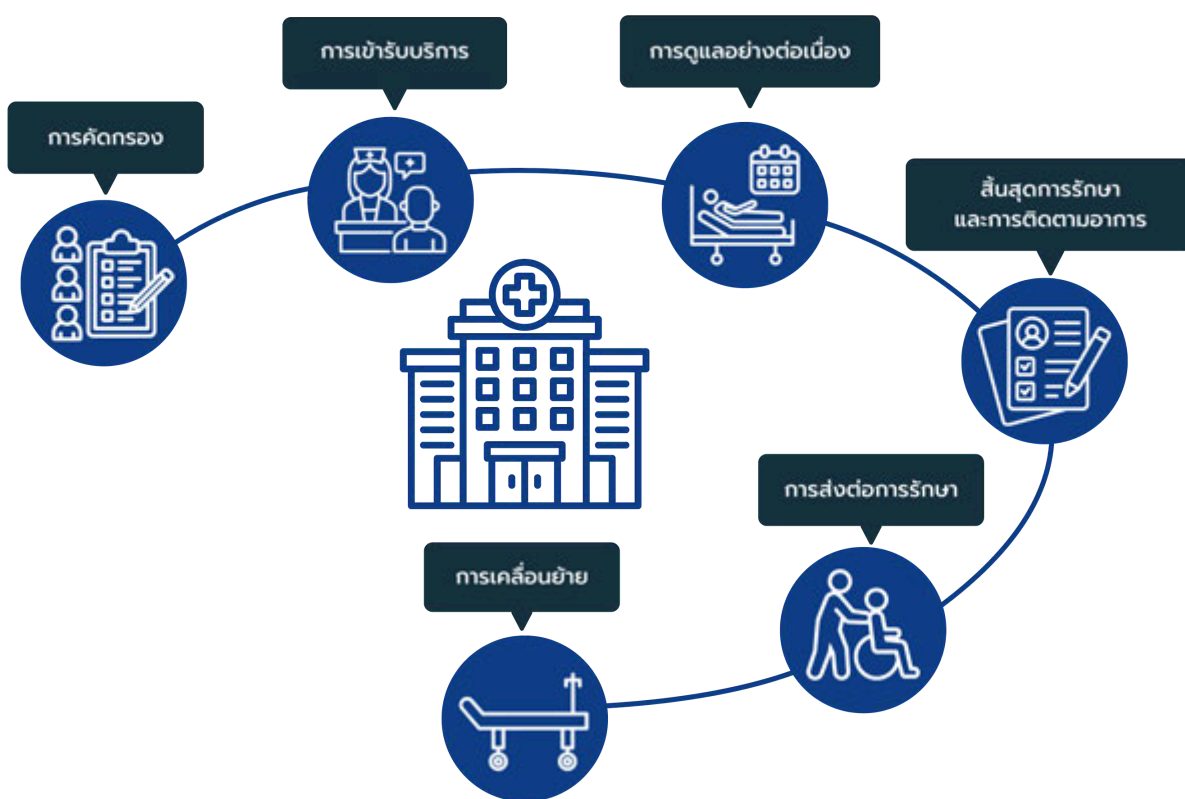 การคัดกรอง
การเข้ารับบริการ
การดูแลอย่างต่อเนื่อง
สิ้นสุดการรักษา
และการติดตามอาการ
การส่งต่อการรักษา
การเคลื่อนย้าย